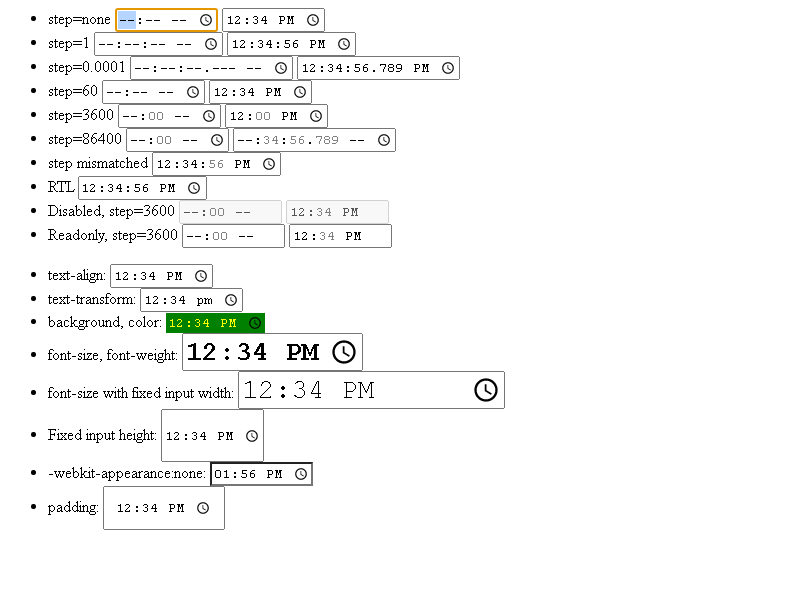 step=none --:-- -- 12:34 PM
step=1 --:--:-- -- 12:34:56 PM
step=0.0001 --:--:--.--- -- 12:34:56.789 PM
step=60 --:-- -- 12:34 PM
step=3600 --:00 -- 12:00 PM
step=86400 --:00 -- --:34:56.789 --
step mismatched 12:34:56 PM
RTL 12:34:56 PM
Disabled, step=3600 --:00 -- 12:34 PM
Readonly, step=3600 --:00 -- 12:34 PM
text-align: 12:34 PM
text-transform: 12:34 pm
background, color: 12:34 PM
font-size, font-weight: 12:34 PM
font-size with fixed input width: 12:34 PM
Fixed input height: 12:34 PM
-webkit-appearance:none: 01:56 PM
padding: 12:34 PM